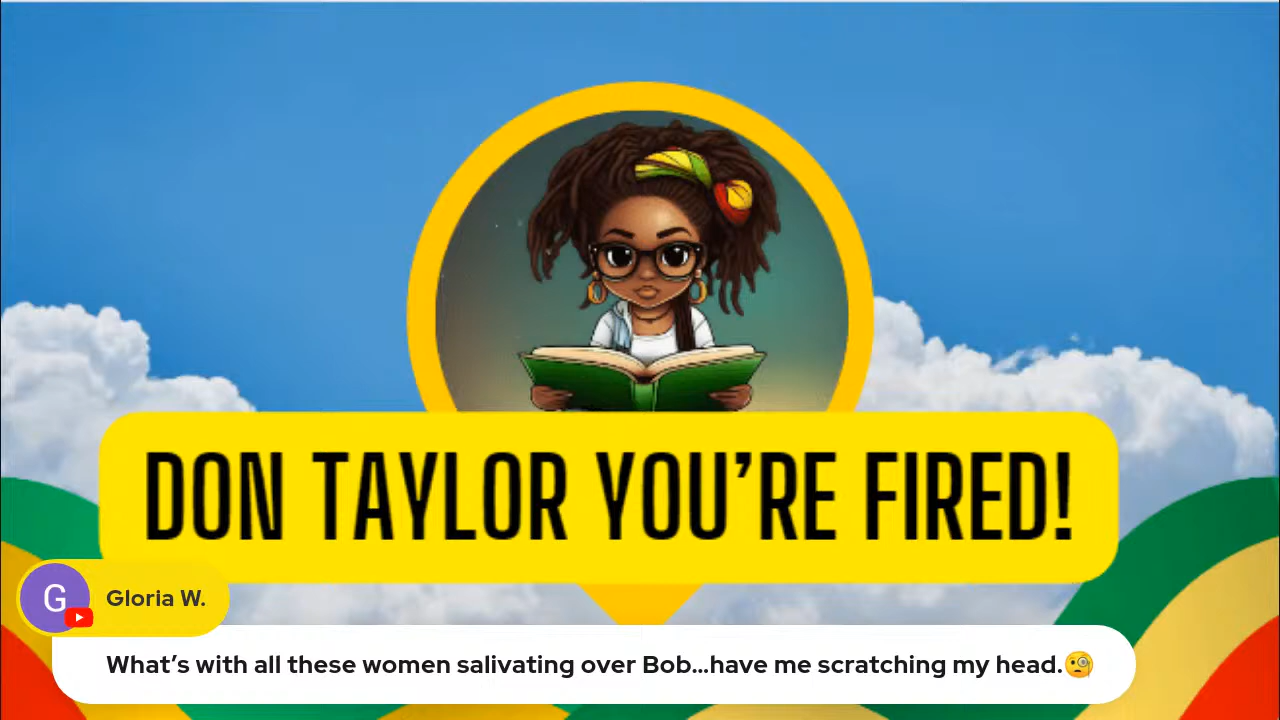 DON TAYLOR YOU’RE FIRED!
G
Gloria W.
What’s with all these women salivating over Bob...have me scratching my head.🧐